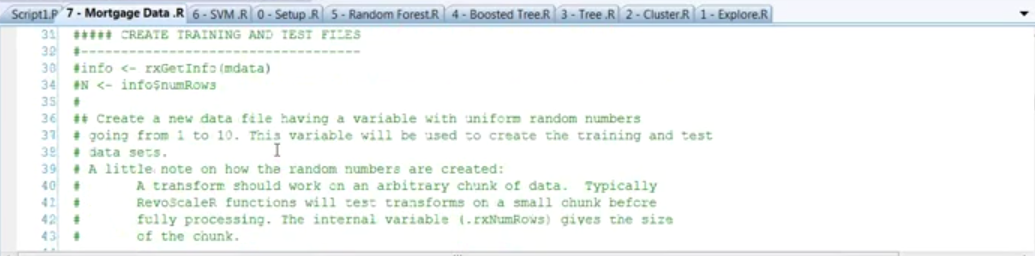 Script1.R 7 - Mortgage Data .R 6 - SVM .R 0 - Setup .R 5 - Random Forest.R 4 - Boosted Tree.R 3 - Tree .R 2 - Cluster.R 1 - Explore.R
31 ##### CREATE TRAINING AND TEST FILES
32 #----------------------------------
33 #info <- rxGetInfo(mdata)
34 #N <- info$numRows
35 #
36 ## Create a new data file having a variable with uniform random numbers
37 # going from 1 to 10. This variable will be used to create the training and test
38 # data sets.
39 # A little note on how the random numbers are created:
40 # A transform should work on an arbitrary chunk of data. Typically
41 # RevoScaleR functions will test transforms on a small chunk before
42 # fully processing. The internal variable (.rxNumRows) gives the size
43 # of the chunk.